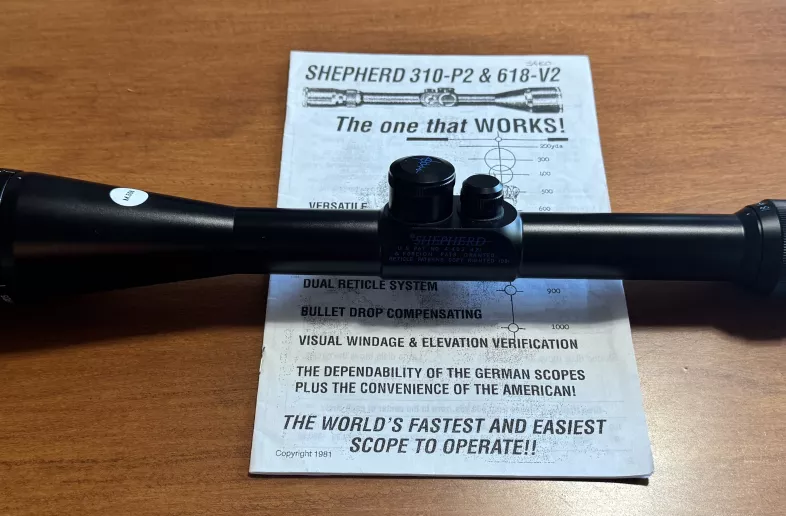 SHEPHERD 310-P2 & 618-V2
The one that WORKS!
200yds
300
400
500
600
VERSATILE
SHEPHERD
900
DUAL RETICLE SYSTEM
BULLET DROP COMPENSATING
1000
VISUAL WINDAGE & ELEVATION VERIFICATION
THE DEPENDABILITY OF THE GERMAN SCOPES
PLUS THE CONVENIENCE OF THE AMERICAN!
THE WORLD'S FASTEST AND EASIEST
SCOPE TO OPERATE!!
Copyright 1981